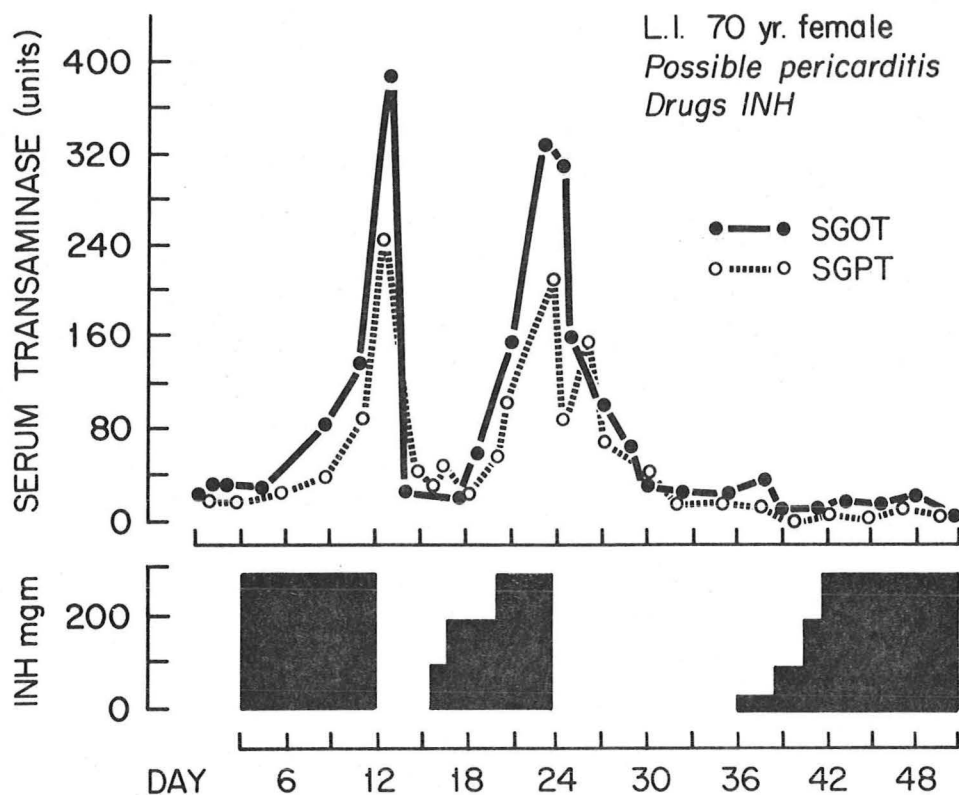 L.I. 70 yr. female
Possible pericarditis
Drugs INH
SERUM TRANSAMINASE (units)
400
320
240
160
80
0
SGOT
SGPT
INH mgm
200
0
DAY 6 12 18 24 30 36 42 48